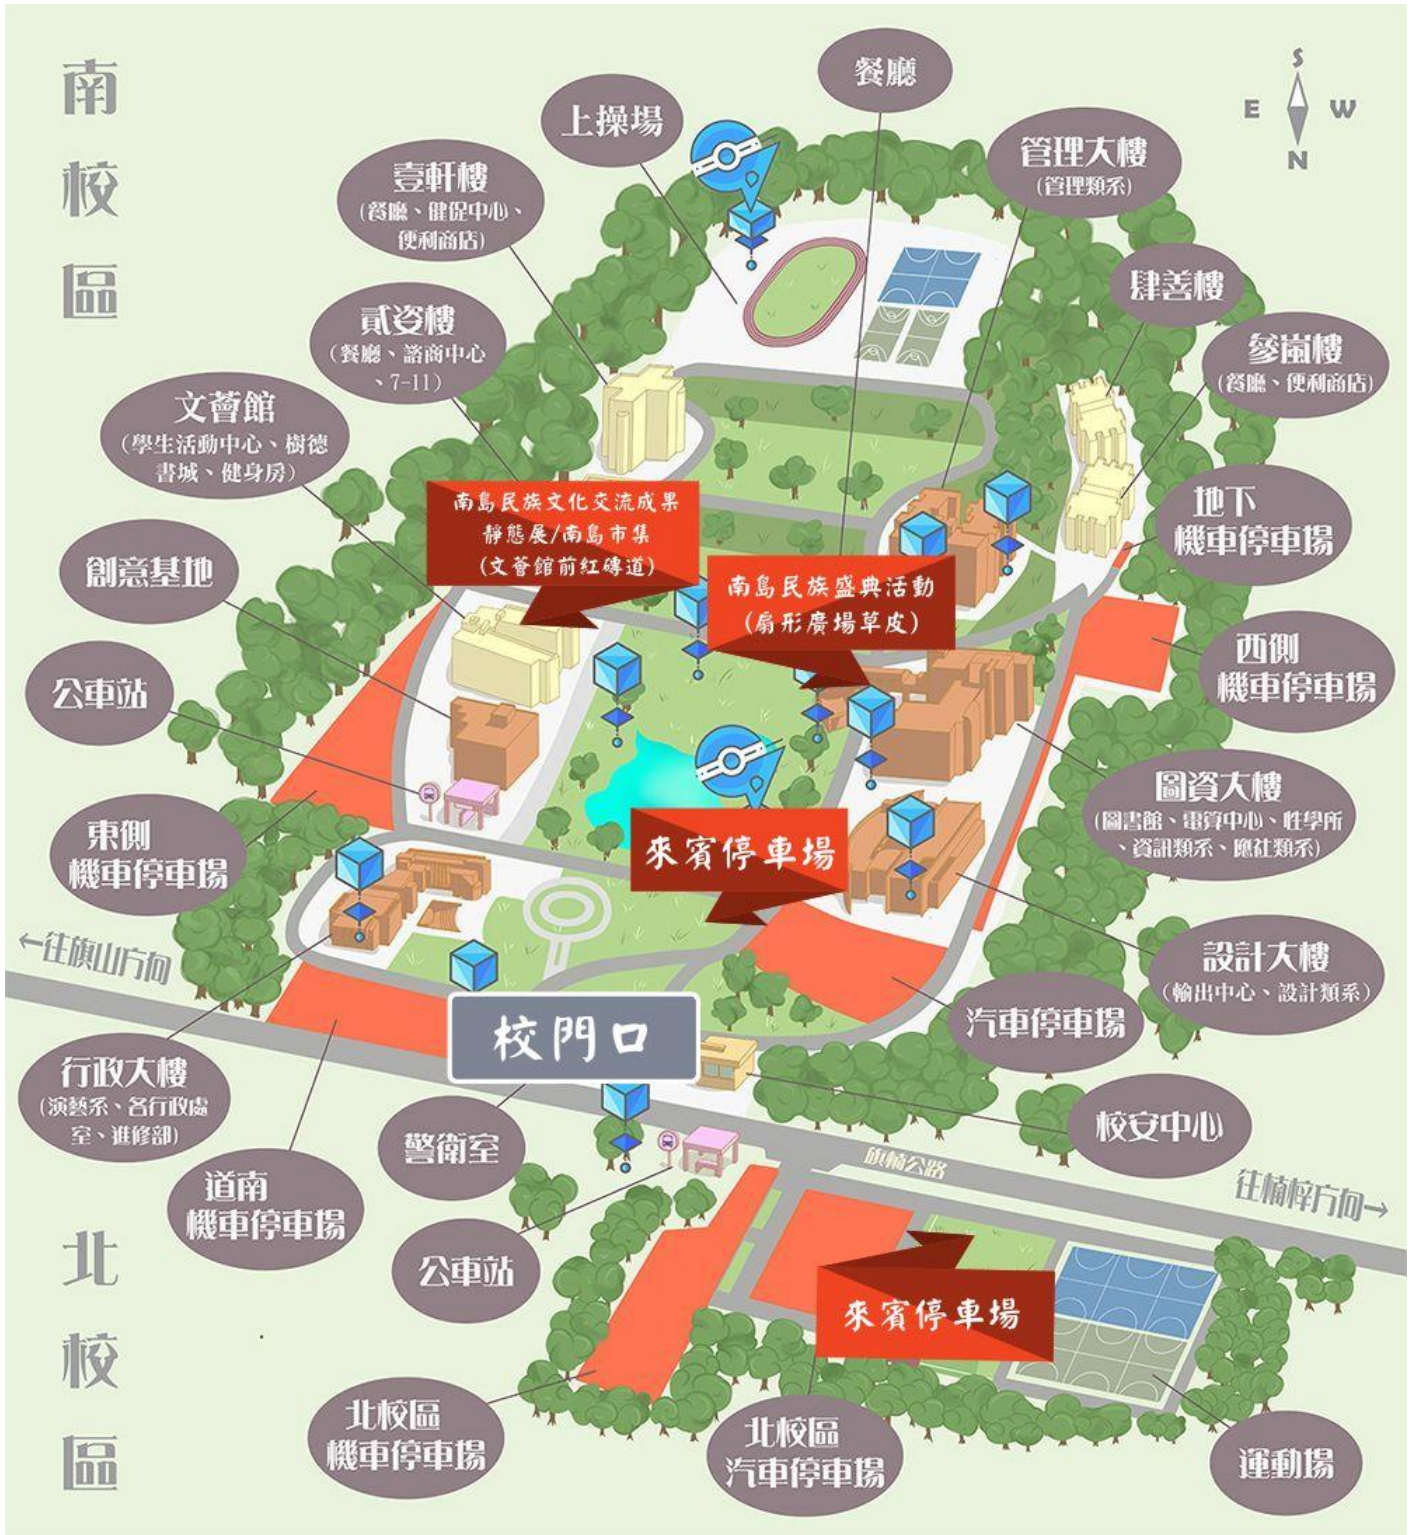 南
校
區
S
E
W
N
餐廳
上操場
管理大樓
(管理類系)
壹軒樓
(餐廳、健促中心、
便利商店)
肆善樓
貳姿樓
(餐廳、諮商中心
、7-11)
參嵐樓
(餐廳、便利商店)
文薈館
(學生活動中心、樹德
書城、健身房)
南島民族文化交流成果
靜態展/南島市集
(文薈館前紅磚道)
地下
機車停車場
創意基地
南島民族盛典活動
(扇形廣場草皮)
西側
機車停車場
公車站
圖資大樓
(圖書館、電算中心、性學所
、資訊類系、應社類系)
東側
機車停車場
來賓停車場
←往旗山方向
設計大樓
(輸出中心、設計類系)
汽車停車場
校門口
行政大樓
(演藝系、各行政處
室、進修部)
警衛室
校安中心
旗楠公路
往楠梓方向→
道南
機車停車場
公車站
北
校
區
來賓停車場
北校區
機車停車場
北校區
汽車停車場
運動場